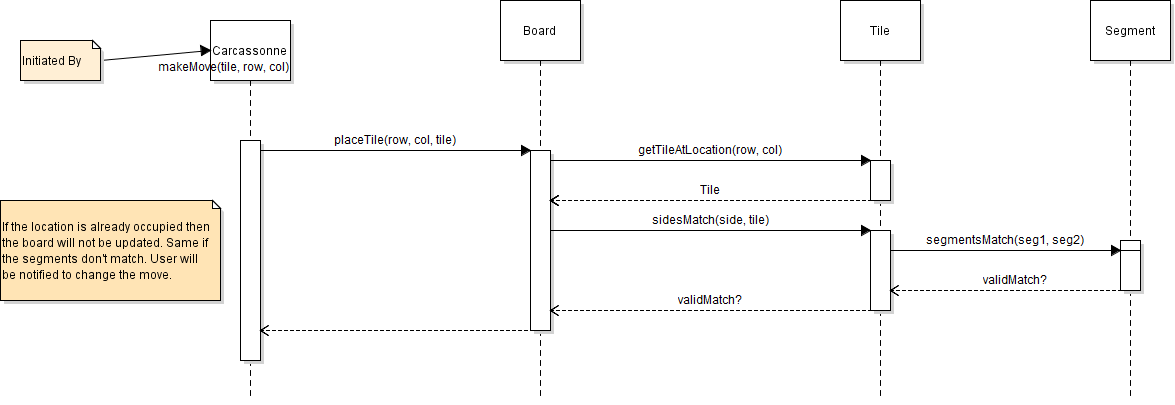 Board
Tile
Segment
Initiated By
Carcassonne
makeMove(tile, row, col)
placeTile(row, col, tile)
getTileAtLocation(row, col)
Tile
sidesMatch(side, tile)
If the location is already occupied then
the board will not be updated. Same if
the segments don't match. User will
be notified to change the move.
segmentsMatch(seg1, seg2)
validMatch?
validMatch?